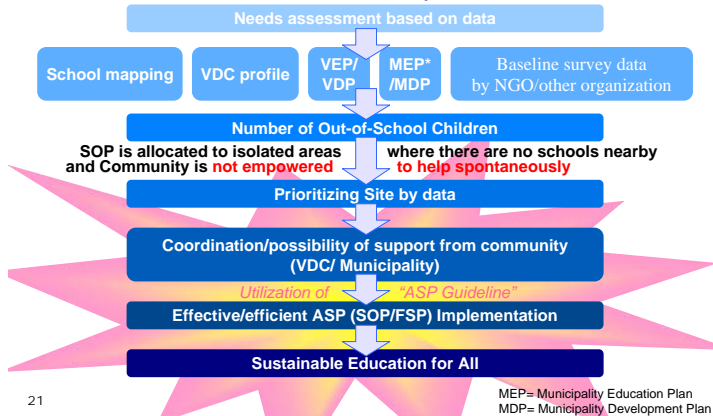 Needs assessment based on data
School mapping
VDC profile
VEP/
VDP
MEP*
/MDP
Baseline survey data
by NGO/other organization
Number of Out-of-School Children
SOP is allocated to isolated areas where there are no schools nearby
and Community is not empowered to help spontaneously
Prioritizing Site by data
Coordination/possibility of support from community
(VDC/ Municipality)
Utilization of “ASP Guideline”
Effective/efficient ASP (SOP/FSP) Implementation
Sustainable Education for All
21
MEP= Municipality Education Plan
MDP= Municipality Development Plan